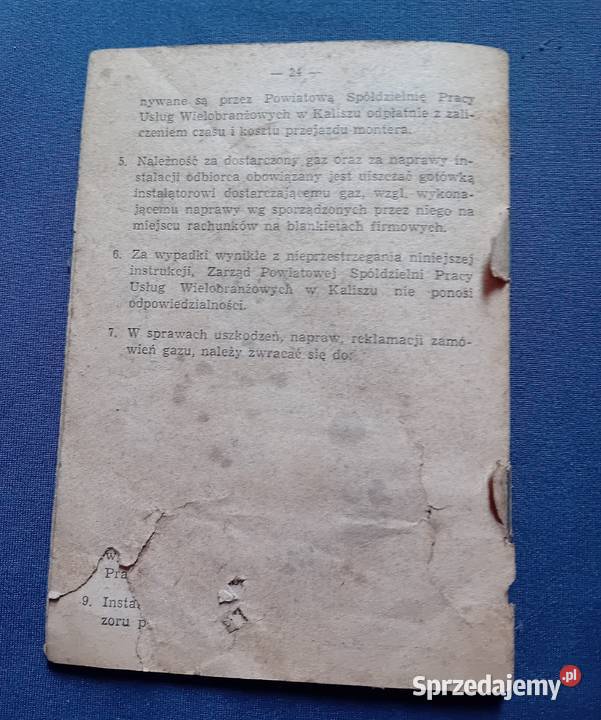 — 24 —
nywane są przez Powiatową Spółdzielnię Pracy
Usług Wielobranżowych w Kaliszu odpłatnie z zali-
czeniem czasu i kosztu przejazdu montera.
5. Należność za dostarczony gaz oraz za naprawy in-
stalacji odbiorca obowiązany jest uiszczać gotówką
instalatorowi dostarczającemu gaz, wzgl. wykona-
jącemu naprawy wg sporządzonych przez niego na
miejscu rachunków na blankietach firmowych.
6. Za wypadki wynikłe z nieprzestrzegania niniejszej
instrukcji, Zarząd Powiatowej Spółdzielni Pracy
Usług Wielobranżowych w Kaliszu nie ponosi
odpowiedzialności.
7. W sprawach uszkodzeń, napraw, reklamacji zamó-
wień gazu, należy zwracać się do:
w
Pra
9. Insta
zoru p
Sprzedajemy.pl